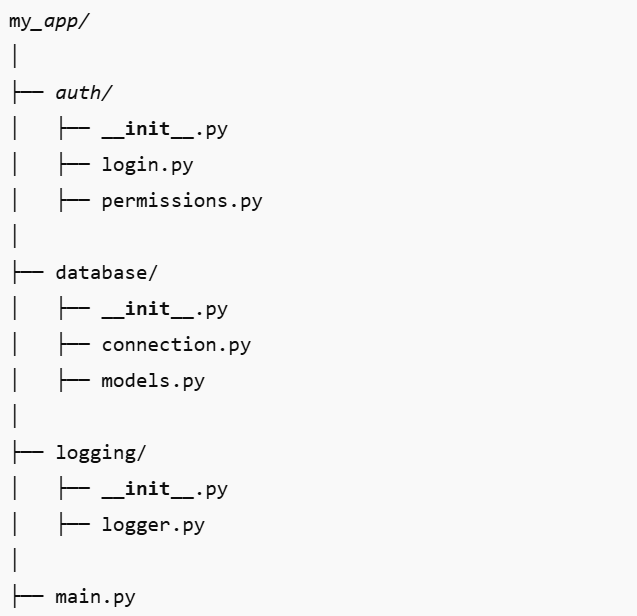 my_app/
│
├── auth/
│   ├── __init__.py
│   ├── login.py
│   ├── permissions.py
│
├── database/
│   ├── __init__.py
│   ├── connection.py
│   ├── models.py
│
├── logging/
│   ├── __init__.py
│   ├── logger.py
│
├── main.py